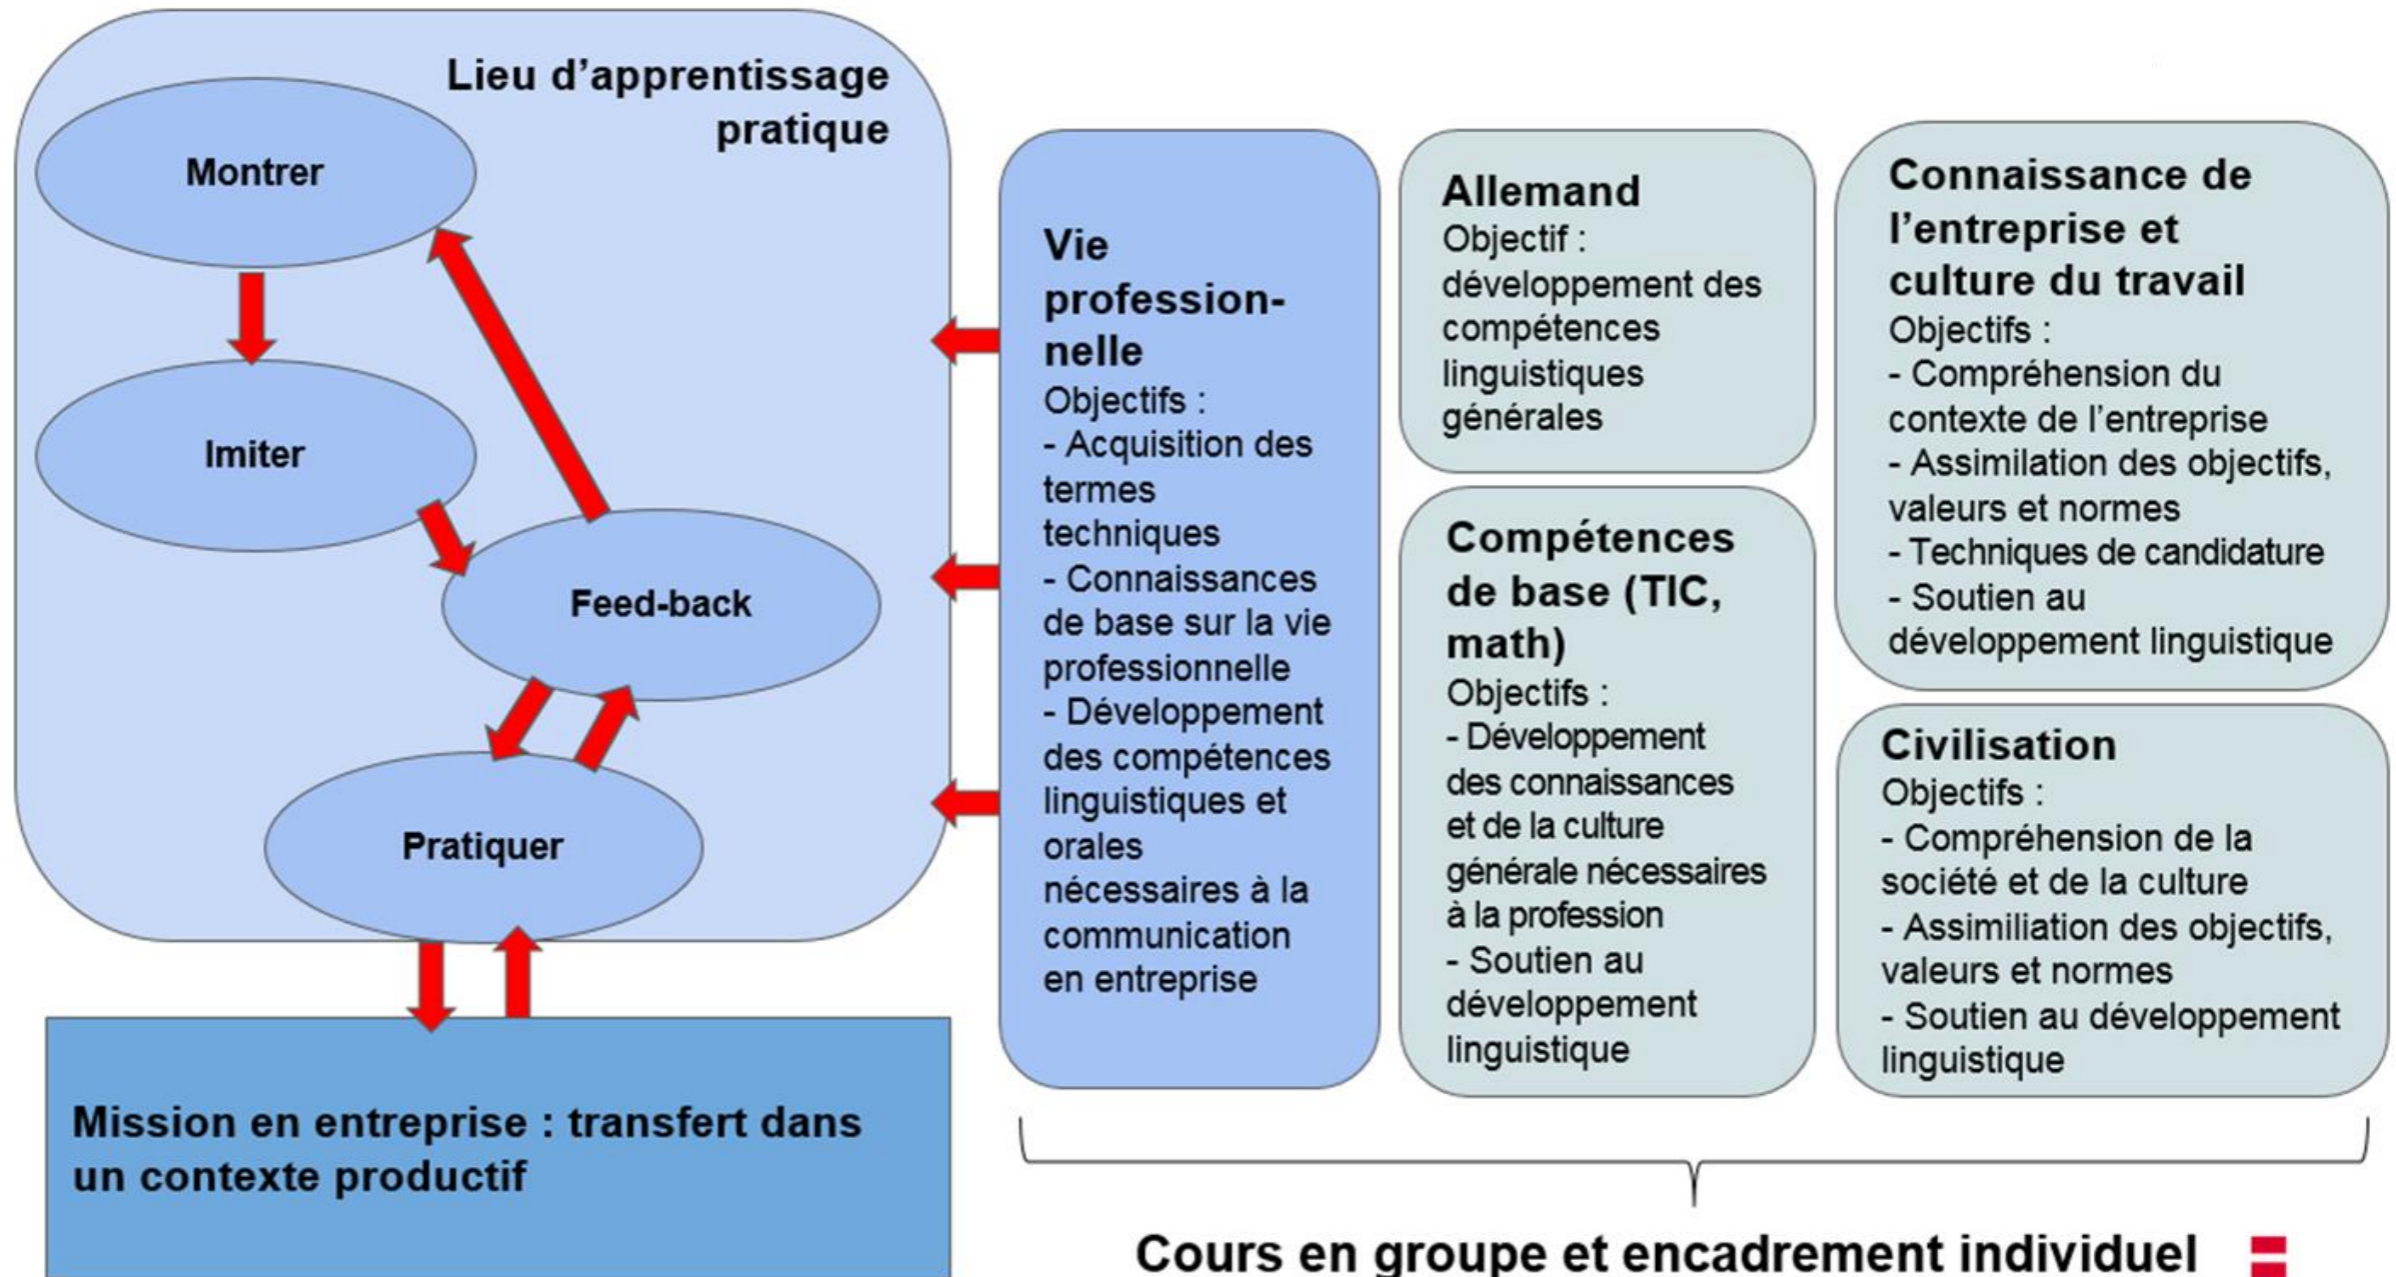 Lieu d’apprentissage
pratique
Montrer
Imiter
Feed-back
Pratiquer
Mission en entreprise : transfert dans
un contexte productif
Vie
profession-
nelle
Objectifs :
- Acquisition des
termes
techniques
- Connaissances
de base sur la vie
professionnelle
- Développement
des compétences
linguistiques et
orales
nécessaires à la
communication
en entreprise
Allemand
Objectif :
développement des
compétences
linguistiques
générales
Compétences
de base (TIC,
math)
Objectifs :
- Développement
des connaissances
et de la culture
générale nécessaires
à la profession
- Soutien au
développement
linguistique
Connaissance de
l’entreprise et
culture du travail
Objectifs :
- Compréhension du
contexte de l’entreprise
- Assimilation des objectifs,
valeurs et normes
- Techniques de candidature
- Soutien au
développement linguistique
Civilisation
Objectifs :
- Compréhension de la
société et de la culture
- Assimiliation des objectifs,
valeurs et normes
- Soutien au développement
linguistique
Cours en groupe et encadrement individuel